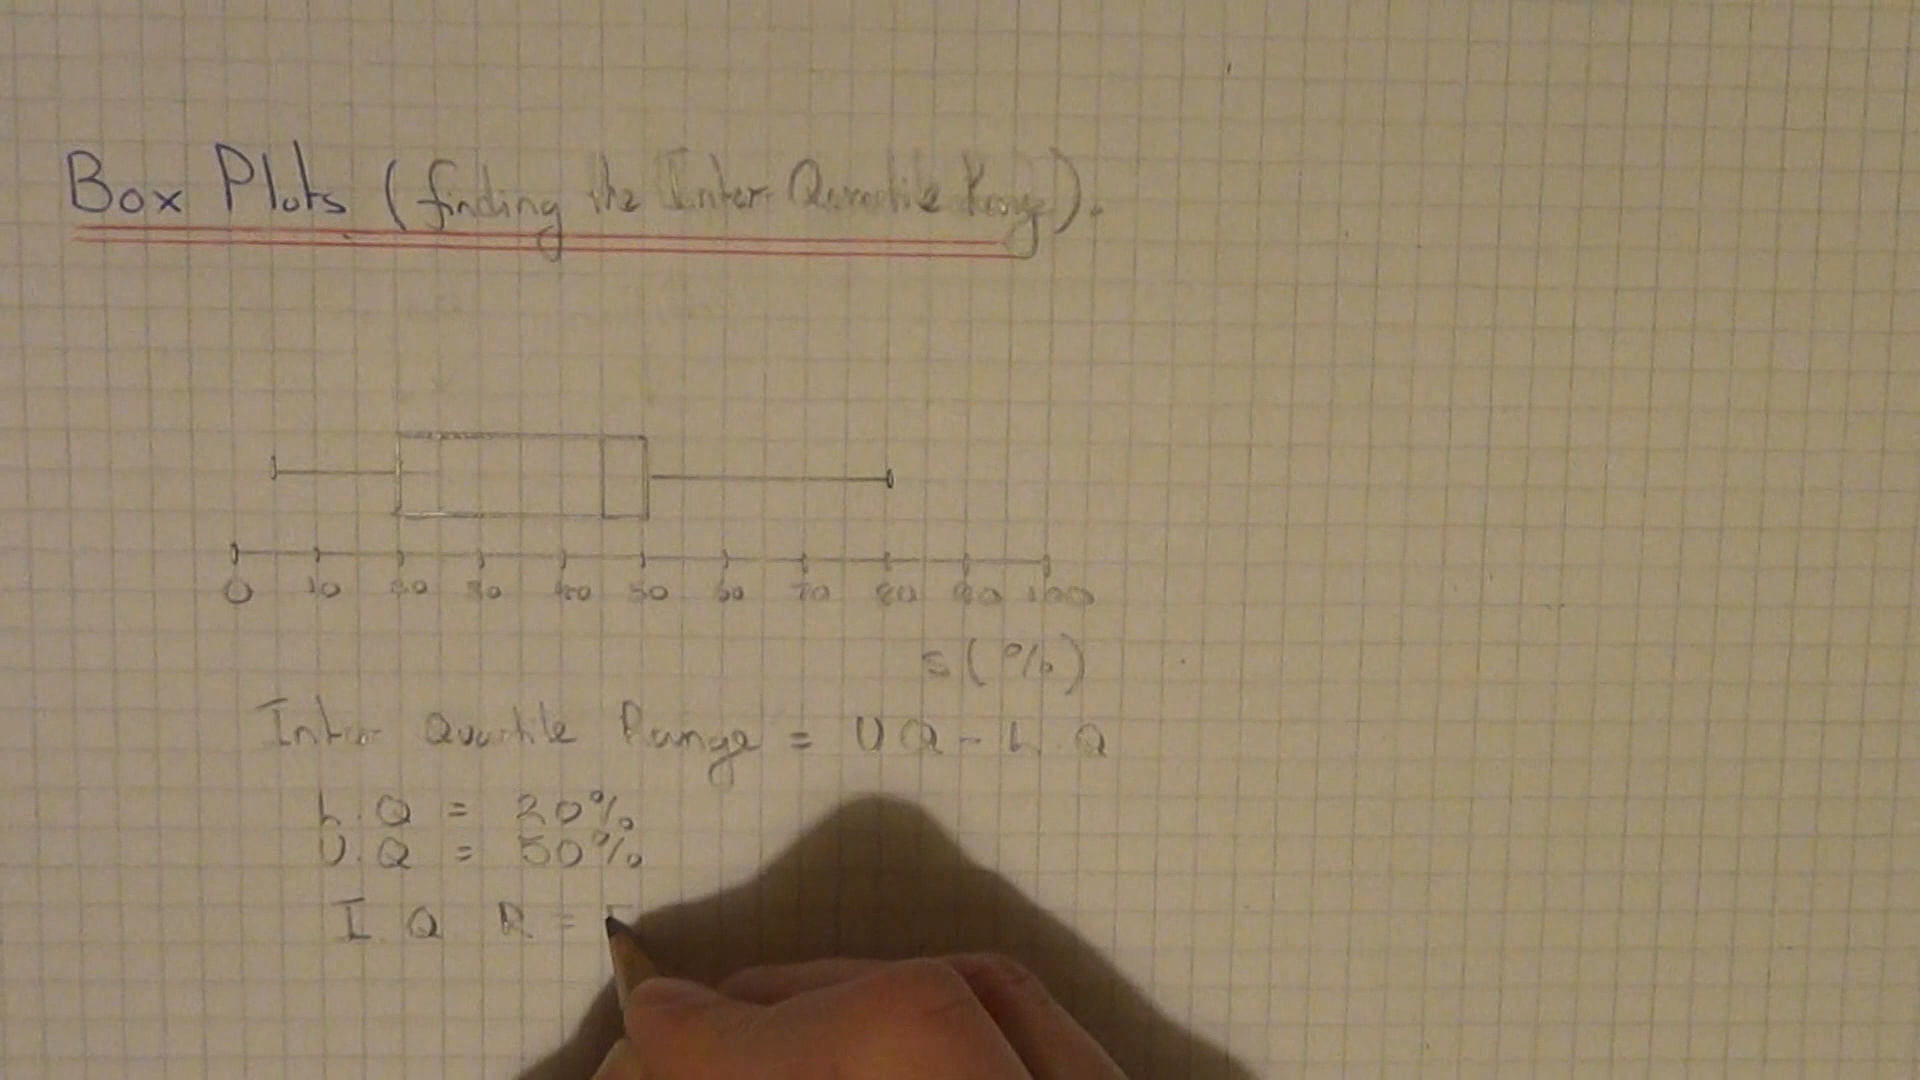 Box Plots (finding the Inter Quartile Range).
0 10 20 30 40 50 60 70 80 90 100
s(%)
Inter Quartile Range = UQ - L.Q
L.Q = 20%
U.Q = 50%
I.Q R =